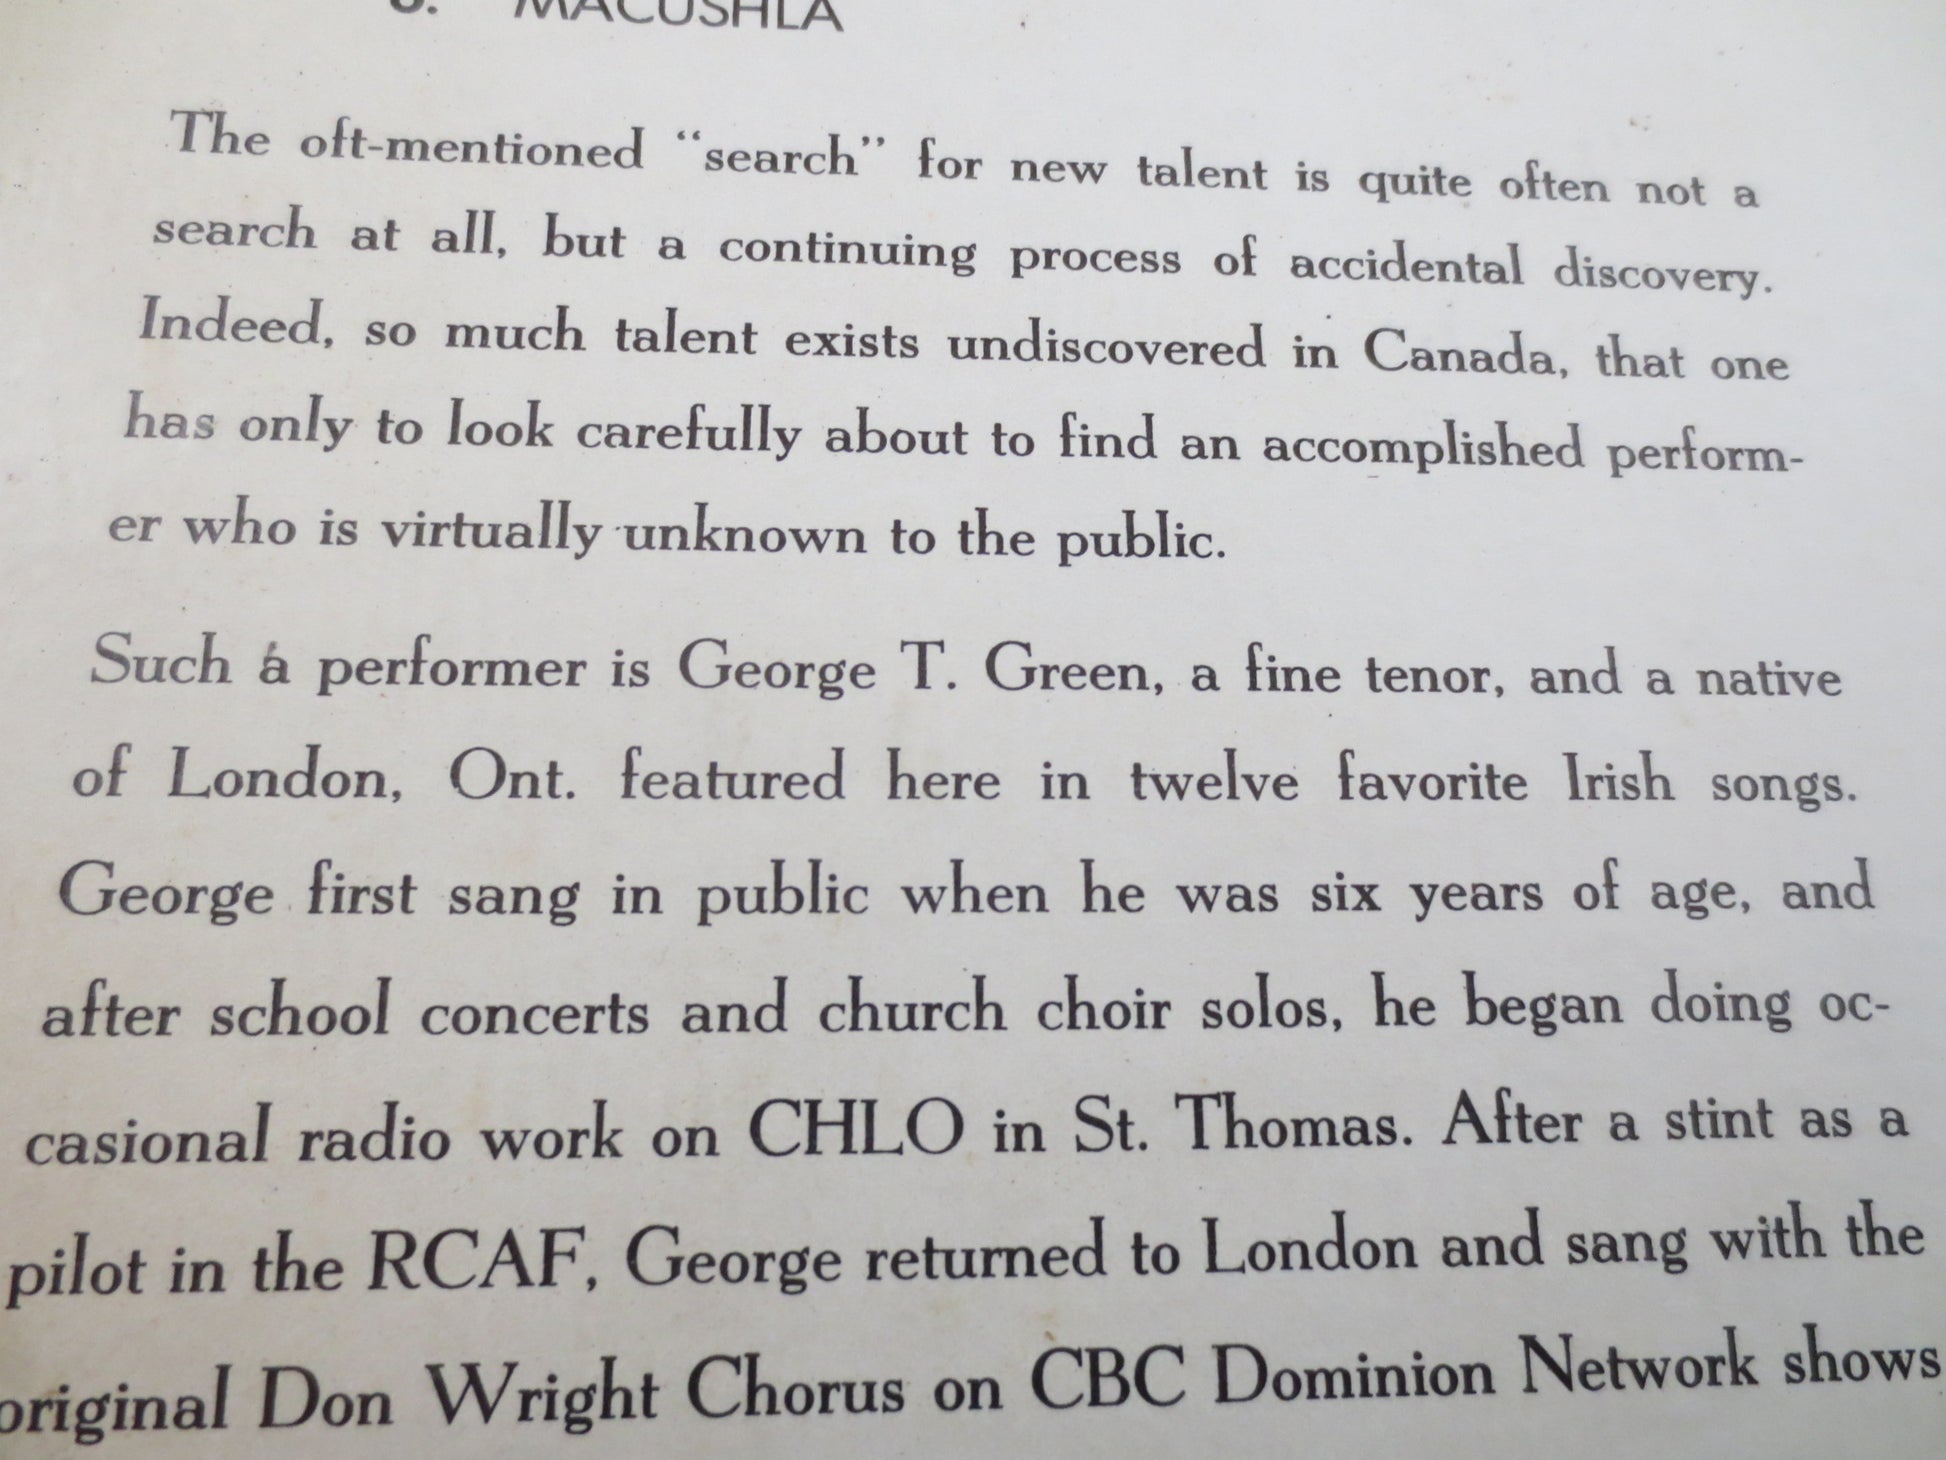 MACUSHLA
The oft-mentioned “search” for new talent is quite often not a
search at all, but a continuing process of accidental discovery.
Indeed, so much talent exists undiscovered in Canada, that one
has only to look carefully about to find an accomplished perform-
er who is virtually unknown to the public.
Such a performer is George T. Green, a fine tenor, and a native
of London, Ont. featured here in twelve favorite Irish songs.
George first sang in public when he was six years of age, and
after school concerts and church choir solos, he began doing oc-
casional radio work on CHLO in St. Thomas. After a stint as a
pilot in the RCAF, George returned to London and sang with the
original Don Wright Chorus on CBC Dominion Network shows